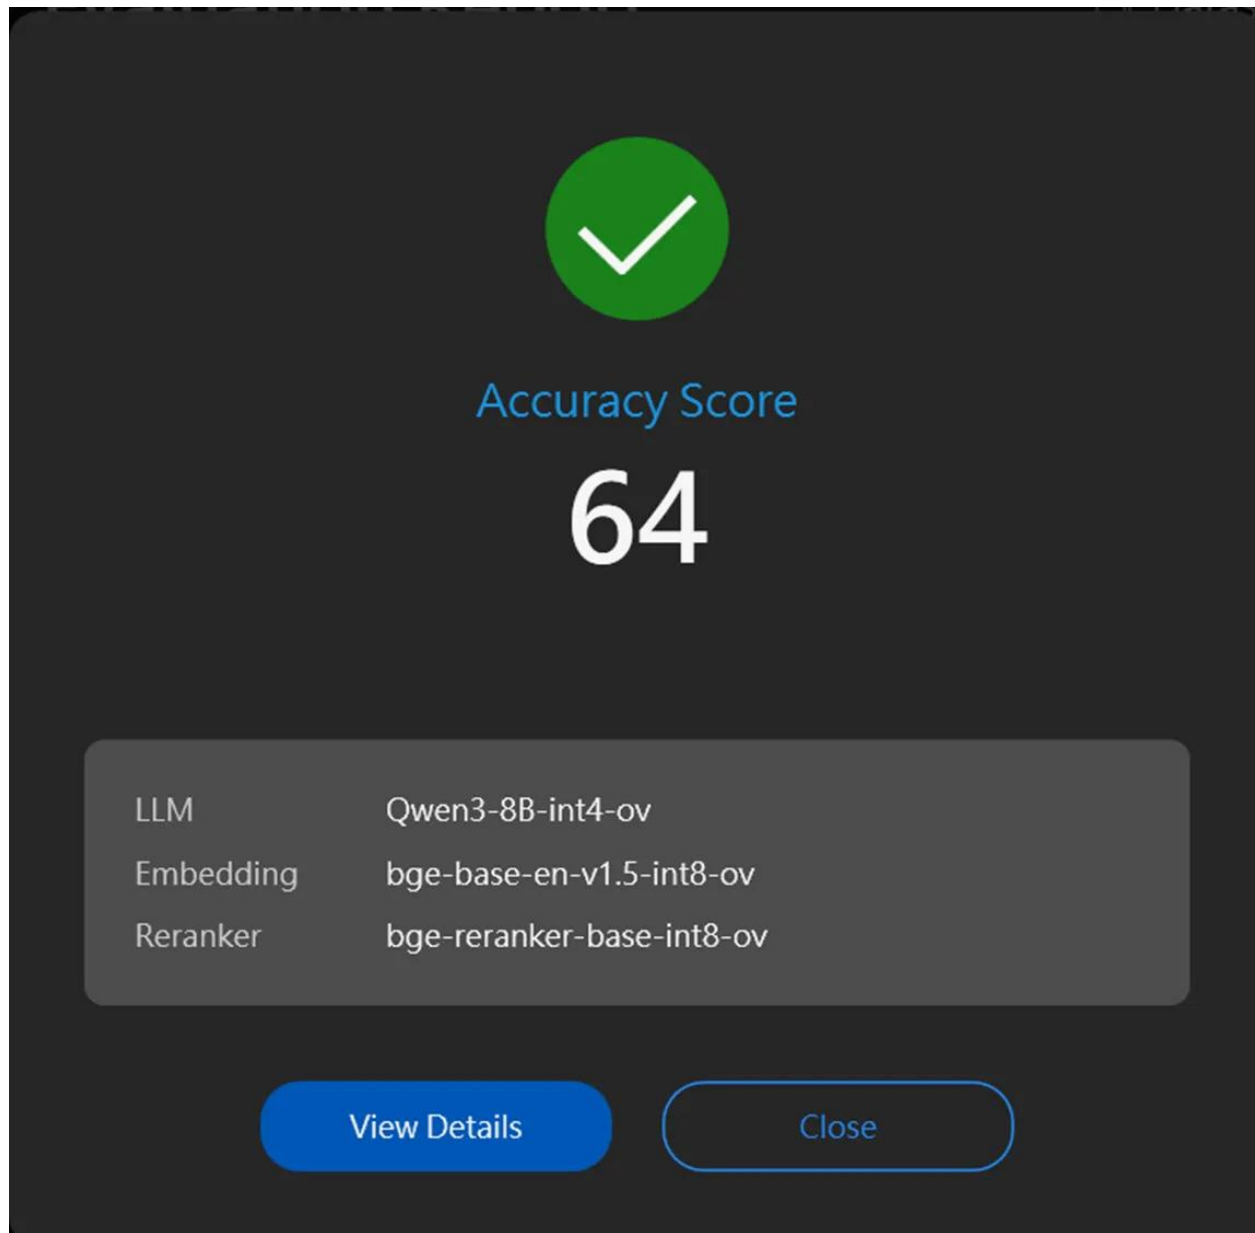 Accuracy Score
64
LLM Qwen3-8B-int4-ov
Embedding bge-base-en-v1.5-int8-ov
Reranker bge-reranker-base-int8-ov
View Details Close